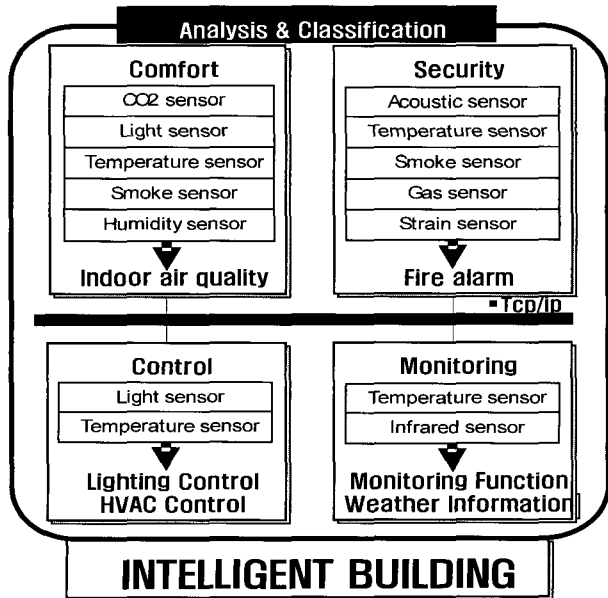 Analysis & Classification
Comfort
CO2 sensor
Light sensor
Temperature sensor
Smoke sensor
Humidity sensor
Indoor air quality
Security
Acoustic sensor
Temperature sensor
Smoke sensor
Gas sensor
Strain sensor
Fire alarm
▪Tcp/ip
Control
Light sensor
Temperature sensor
Lighting Control
HVAC Control
Monitoring
Temperature sensor
Infrared sensor
Monitoring Function
Weather Information
INTELLIGENT BUILDING